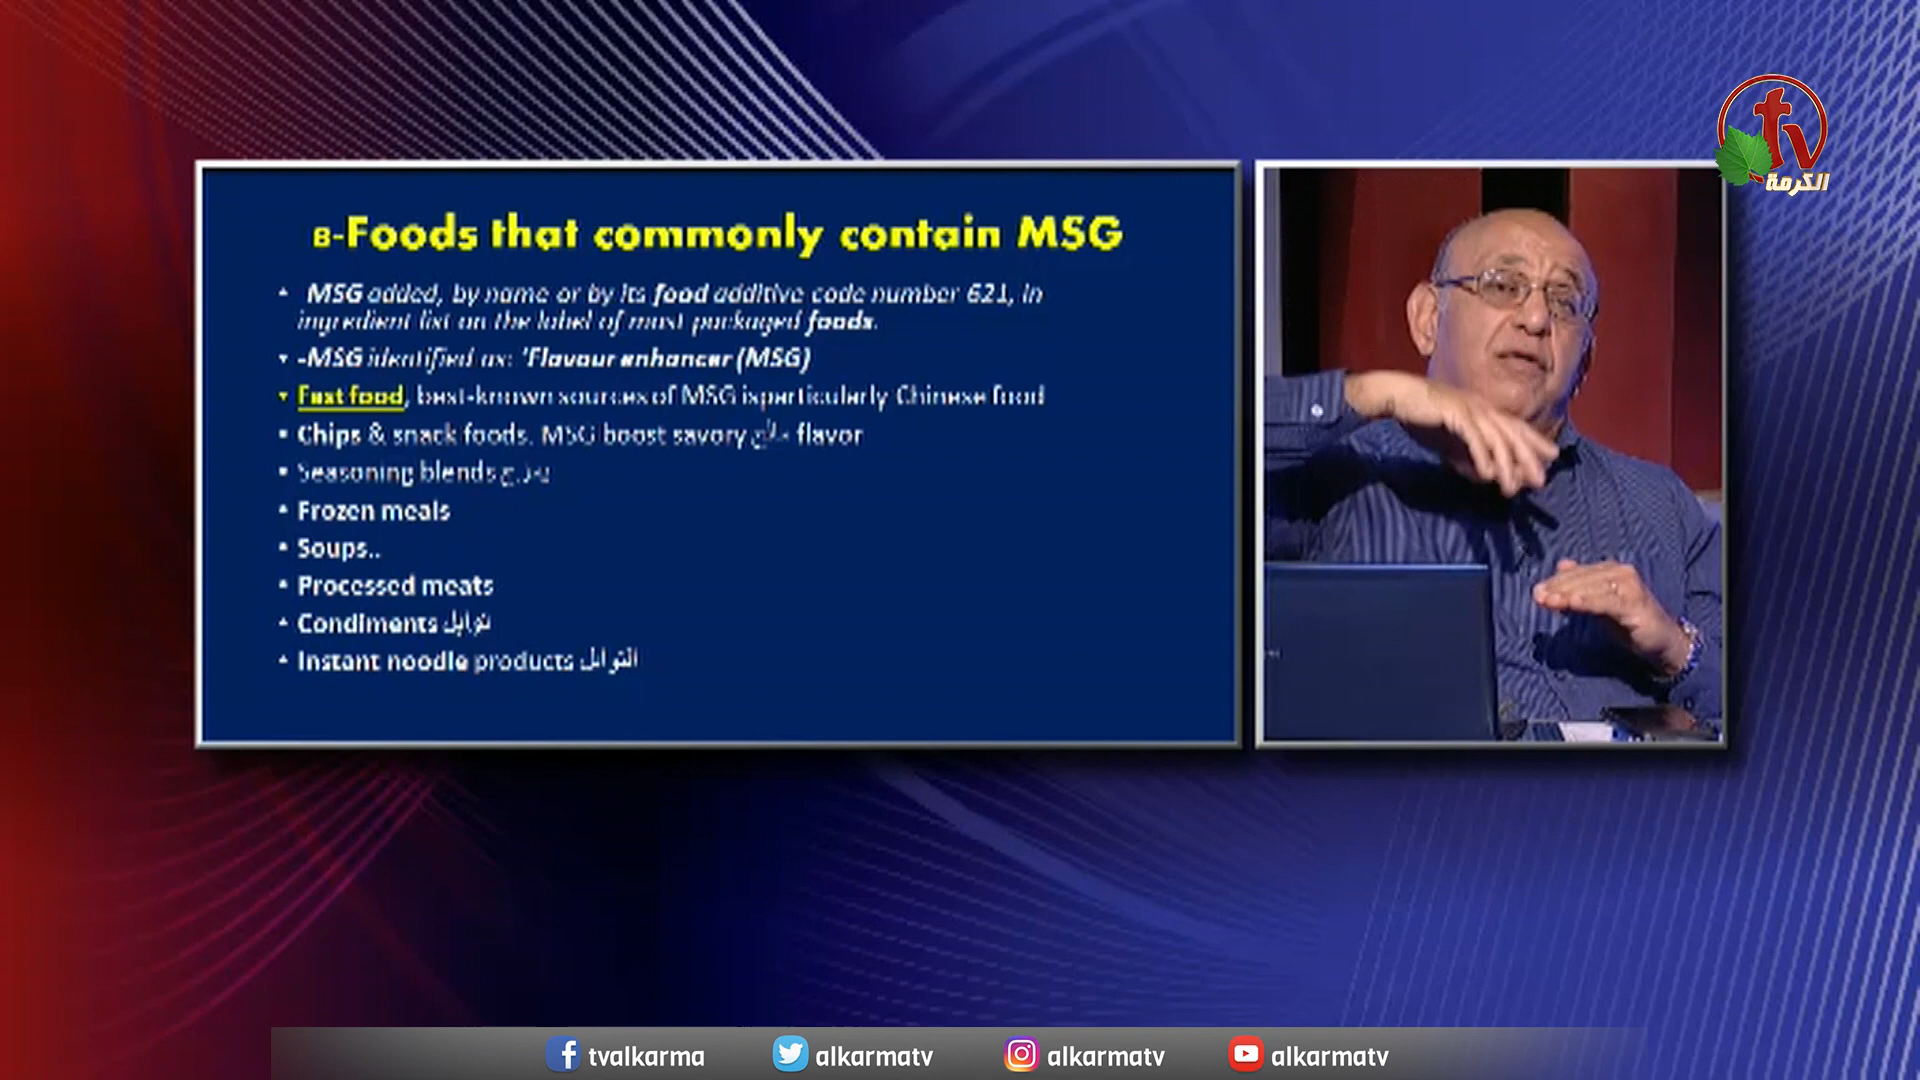 tv
الكرمة
B-Foods that commonly contain MSG
• MSG added, by name or by its food additive code number 621, in
ingredient list on the label of most packaged foods.
• -MSG identified as: 'Flavour enhancer (MSG)
• Fast food, best-known sources of MSG isparticularly Chinese food
• Chips & snack foods. MSG boost savory flavor
• Seasoning blends
• Frozen meals
• Soups..
• Processed meats
• Condiments توابل
• Instant noodle products التوابل
tvalkarma alkarmatv alkarmatv alkarmatv